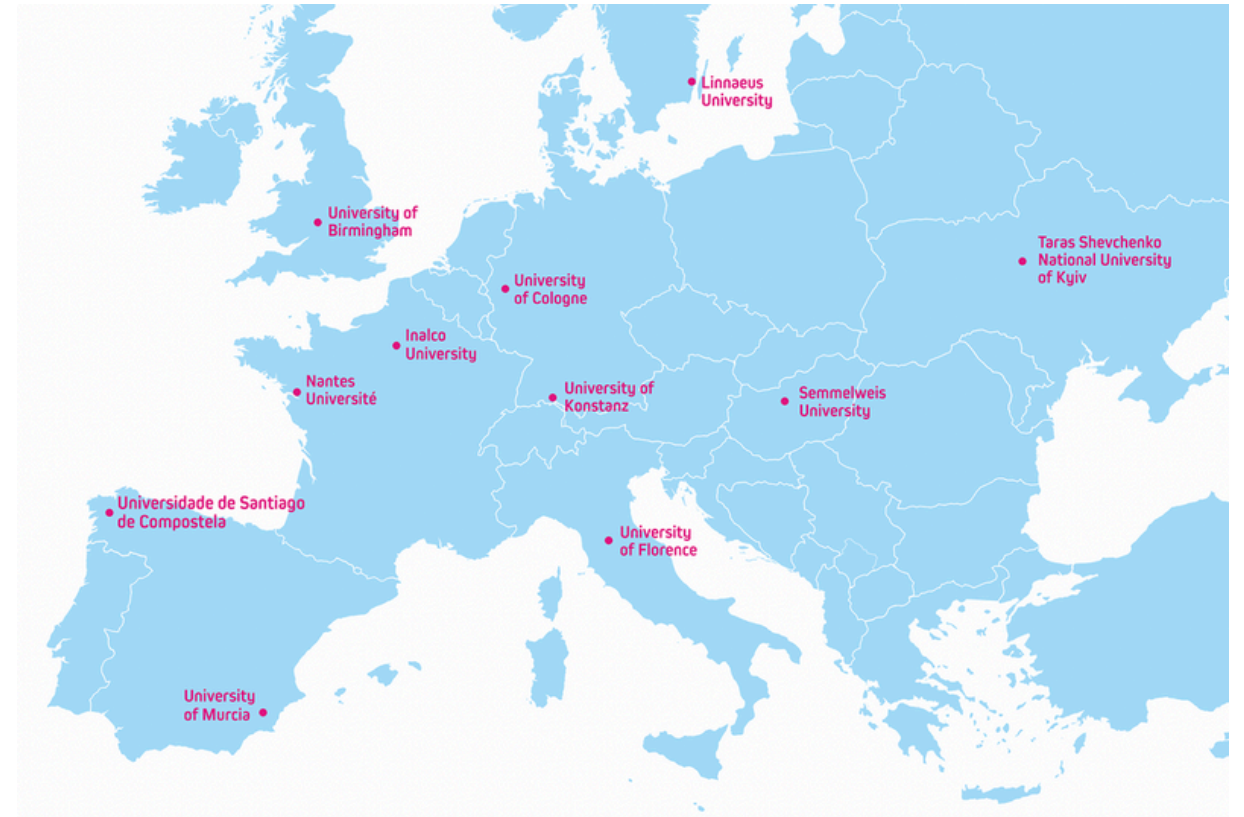 Linnaeus
University
University of
Birmingham
Taras Shevchenko
National University
of Kyiv
University
of Cologne
Inalco
University
Nantes
Université
University of
Konstanz
Semmelweis
University
Universidade de Santiago
de Compostela
University
of Florence
University
of Murcia